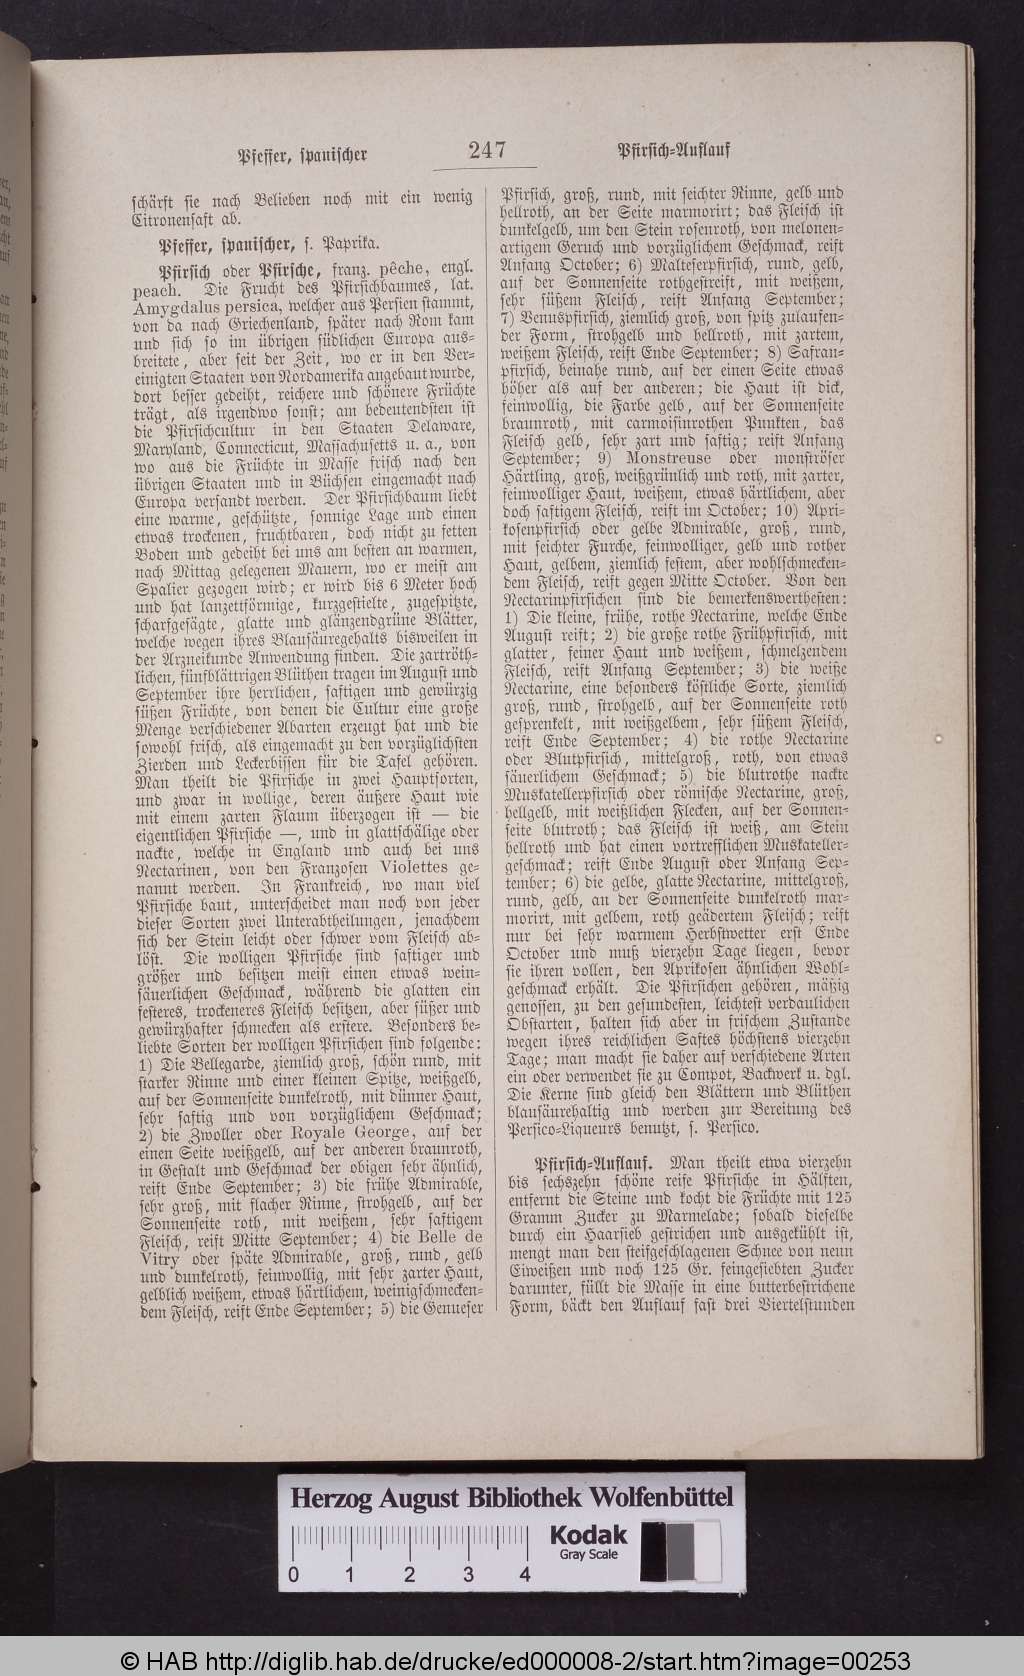 Pfeffer, spanischer
247
Pfirsich-Auflauf
schärft sie nach Belieben noch mit ein wenig
Citronensaft ab.
Pfeffer, spanischer, s. Paprika.
Pfirsich oder Pfirsche, franz. pêche, engl.
peach. Die Frucht des Pfirsichbaumes, lat.
Amygdalus persica, welcher aus Persien stammt,
von da nach Griechenland, später nach Rom kam
und sich so im übrigen südlichen Europa aus-
breitete, aber seit der Zeit, wo er in den Ver-
einigten Staaten von Nordamerika angebaut wurde,
dort besser gedeiht, reichere und schönere Früchte
trägt, als irgendwo sonst; am bedeutendsten ist
die Pfirsichcultur in den Staaten Delaware,
Maryland, Connecticut, Massachusetts u. a., von
wo aus die Früchte in Masse frisch nach den
übrigen Staaten und in Büchsen eingemacht nach
Europa versandt werden. Der Pfirsichbaum liebt
eine warme, geschützte, sonnige Lage und einen
etwas trockenen, fruchtbaren, doch nicht zu fetten
Boden und gedeiht bei uns am besten an warmen,
nach Mittag gelegenen Mauern, wo er meist am
Spalier gezogen wird; er wird bis 6 Meter hoch
und hat lanzettförmige, kurzgestielte, zugespitzte,
scharfgesägte, glatte und glänzendgrüne Blätter,
welche wegen ihres Blausäuregehalts bisweilen in
der Arzneikunde Anwendung finden. Die zartröth-
lichen, fünfblättrigen Blüthen tragen im August und
September ihre herrlichen, saftigen und gewürzig
süßen Früchte, von denen die Cultur eine große
Menge verschiedener Abarten erzeugt hat und die
sowohl frisch, als eingemacht zu den vorzüglichsten
Zierden und Leckerbissen für die Tafel gehören.
Man theilt die Pfirsiche in zwei Hauptsorten,
und zwar in wollige, deren äußere Haut wie
mit einem zarten Flaum überzogen ist — die
eigentlichen Pfirsiche —, und in glattschälige oder
nackte, welche in England und auch bei uns
Nectarinen, von den Franzosen Violettes ge-
nannt werden. In Frankreich, wo man viel
Pfirsiche baut, unterscheidet man noch von jeder
dieser Sorten zwei Unterabtheilungen, jenachdem
sich der Stein leicht oder schwer vom Fleisch ab-
löst. Die wolligen Pfirsiche sind saftiger und
größer und besitzen meist einen etwas wein-
säuerlichen Geschmack, während die glatten ein
festeres, trockeneres Fleisch besitzen, aber süßer und
gewürzhafter schmecken als erstere. Besonders be-
liebte Sorten der wolligen Pfirsichen sind folgende:
1) Die Bellegarde, ziemlich groß, schön rund, mit
starker Rinne und einer kleinen Spitze, weißgelb,
auf der Sonnenseite dunkelroth, mit dünner Haut,
sehr saftig und von vorzüglichem Geschmack;
2) die Zwoller oder Royale George, auf der
einen Seite weißgelb, auf der anderen braunroth,
in Gestalt und Geschmack der obigen sehr ähnlich,
reift Ende September; 3) die frühe Admirable,
sehr groß, mit flacher Rinne, strohgelb, auf der
Sonnenseite roth, mit weißem, sehr saftigem
Fleisch, reift Mitte September; 4) die Belle de
Vitry oder späte Admirable, groß, rund, gelb
und dunkelroth, feinwollig, mit sehr zarter Haut,
gelblich weißem, etwas härtlichem, weinigschmecken-
dem Fleisch, reift Ende September; 5) die Genueser
Pfirsich, groß, rund, mit seichter Rinne, gelb und
hellroth, an der Seite marmorirt; das Fleisch ist
dunkelgelb, um den Stein rosenroth, von melonen-
artigem Geruch und vorzüglichem Geschmack, reift
Anfang October; 6) Malteserpfirsich, rund, gelb,
auf der Sonnenseite rothgestreift, mit weißem,
sehr süßem Fleisch, reift Anfang September;
7) Venuspfirsich, ziemlich groß, von spitz zulaufen-
der Form, strohgelb und hellroth, mit zartem,
weißem Fleisch, reift Ende September; 8) Safran-
pfirsich, beinahe rund, auf der einen Seite etwas
höher als auf der anderen; die Haut ist dick,
feinwollig, die Farbe gelb, auf der Sonnenseite
braunroth, mit carmoisinrothen Punkten, das
Fleisch gelb, sehr zart und saftig; reift Anfang
September; 9) Monstreuse oder monströser
Härtling, groß, weißgrünlich und roth, mit zarter,
feinwolliger Haut, weißem, etwas härtlichem, aber
doch saftigem Fleisch, reift im October; 10) Apri-
kosenpfirsich oder gelbe Admirable, groß, rund,
mit seichter Furche, feinwolliger, gelb und rother
Haut, gelbem, ziemlich festem, aber wohlschmecken-
dem Fleisch, reift gegen Mitte October. Von den
Nectarinpfirsichen sind die bemerkenswerthesten:
1) Die kleine, frühe, rothe Nectarine, welche Ende
August reift; 2) die große rothe Frühpfirsich, mit
glatter, feiner Haut und weißem, schmelzendem
Fleisch, reift Anfang September; 3) die weiße
Nectarine, eine besonders köstliche Sorte, ziemlich
groß, rund, strohgelb, auf der Sonnenseite roth
gesprenkelt, mit weißgelbem, sehr süßem Fleisch,
reift Ende September; 4) die rothe Nectarine
oder Blutpfirsich, mittelgroß, roth, von etwas
säuerlichem Geschmack; 5) die blutrothe nackte
Muskatellerpfirsich oder römische Nectarine, groß,
hellgelb, mit weißlichen Flecken, auf der Sonnen-
seite blutroth; das Fleisch ist weiß, am Stein
hellroth und hat einen vortrefflichen Muskateller-
geschmack; reift Ende August oder Anfang Sep-
tember; 6) die gelbe, glatte Nectarine, mittelgroß,
rund, gelb, an der Sonnenseite dunkelroth mar-
morirt, mit gelbem, roth geädertem Fleisch; reift
nur bei sehr warmem Herbstwetter erst Ende
October und muß vierzehn Tage liegen, bevor
sie ihren vollen, den Aprikosen ähnlichen Wohl-
geschmack erhält. Die Pfirsichen gehören, mäßig
genossen, zu den gesundesten, leichtest verdaulichen
Obstarten, halten sich aber in frischem Zustande
wegen ihres reichlichen Saftes höchstens vierzehn
Tage; man macht sie daher auf verschiedene Arten
ein oder verwendet sie zu Compot, Backwerk u. dgl.
Die Kerne sind gleich den Blättern und Blüthen
blausäurehaltig und werden zur Bereitung des
Persico-Liqueurs benutzt, s. Persico.
Pfirsich-Auflauf. Man theilt etwa vierzehn
bis sechszehn schöne reife Pfirsiche in Hälften,
entfernt die Steine und kocht die Früchte mit 125
Gramm Zucker zu Marmelade; sobald dieselbe
durch ein Haarsieb gestrichen und ausgekühlt ist,
mengt man den steifgeschlagenen Schnee von neun
Eiweißen und noch 125 Gr. feingesiebten Zucker
darunter, füllt die Masse in eine butterbestrichene
Form, bäckt den Auflauf fast drei Viertelstunden
Herzog August Bibliothek Wolfenbüttel
Kodak
Gray Scale
0 1 2 3 4
© HAB http://diglib.hab.de/drucke/ed000008-2/start.htm?image=00253